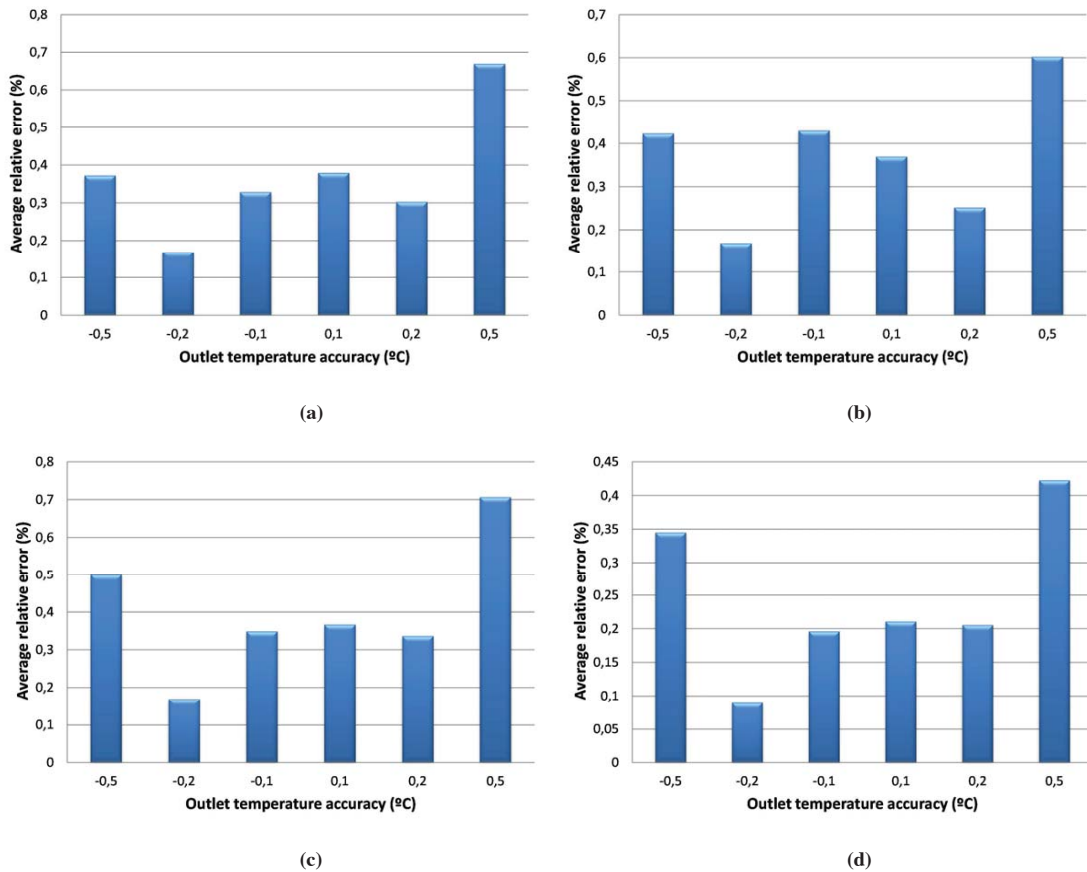 Average relative error (%)
0,8
0,7
0,6
0,5
0,4
0,3
0,2
0,1
0
-0,5 -0,2 -0,1 0,1 0,2 0,5
Outlet temperature accuracy (ºC)
(a)
Average relative error (%)
0,7
0,6
0,5
0,4
0,3
0,2
0,1
0
-0,5 -0,2 -0,1 0,1 0,2 0,5
Outlet temperature accuracy (ºC)
(b)
Average relative error (%)
0,8
0,7
0,6
0,5
0,4
0,3
0,2
0,1
0
-0,5 -0,2 -0,1 0,1 0,2 0,5
Outlet temperature accuracy (ºC)
(c)
Average relative error (%)
0,45
0,4
0,35
0,3
0,25
0,2
0,15
0,1
0,05
0
-0,5 -0,2 -0,1 0,1 0,2 0,5
Outlet temperature accuracy (ºC)
(d)